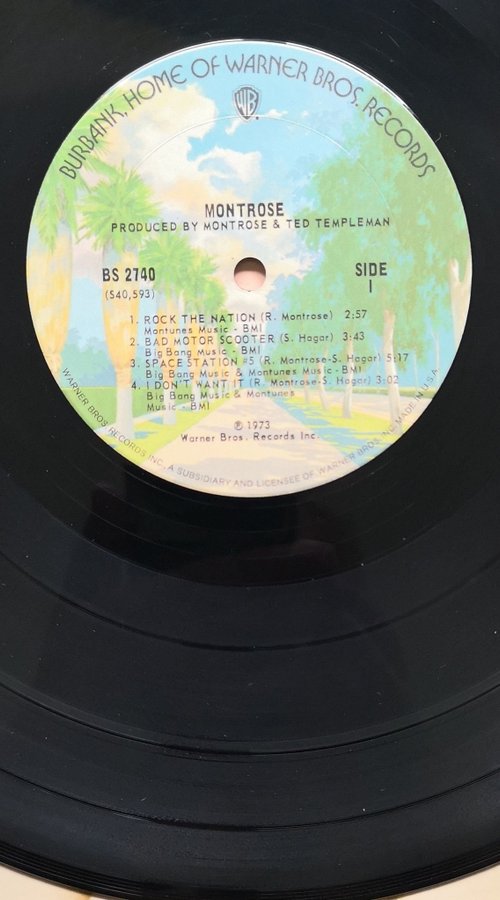 BURBANK, HOME OF WARNER BROS. RECORDS
WB
MONTROSE
PRODUCED BY MONTROSE & TED TEMPLEMAN
BS 2740
(S40,593)
SIDE
1
1. ROCK THE NATION (R. Montrose) 2:57
Montunes Music - BMI
2. BAD MOTOR SCOOTER (S. Hagar) 3:43
Big Bang Music - BMI
3. SPACE STATION #5 (R. Montrose-S. Hagar) 5:17
Big Bang Music & Montunes Music - BMI
4. I DON'T WANT IT (R. Montrose-S. Hagar) 3:02
Big Bang Music & Montunes
Music - BMI
℗ 1973
Warner Bros. Records Inc.
WARNER BROS. RECORDS INC., A SUBSIDIARY AND LICENSEE OF WARNER BROS. INC. MADE IN U.S.A.